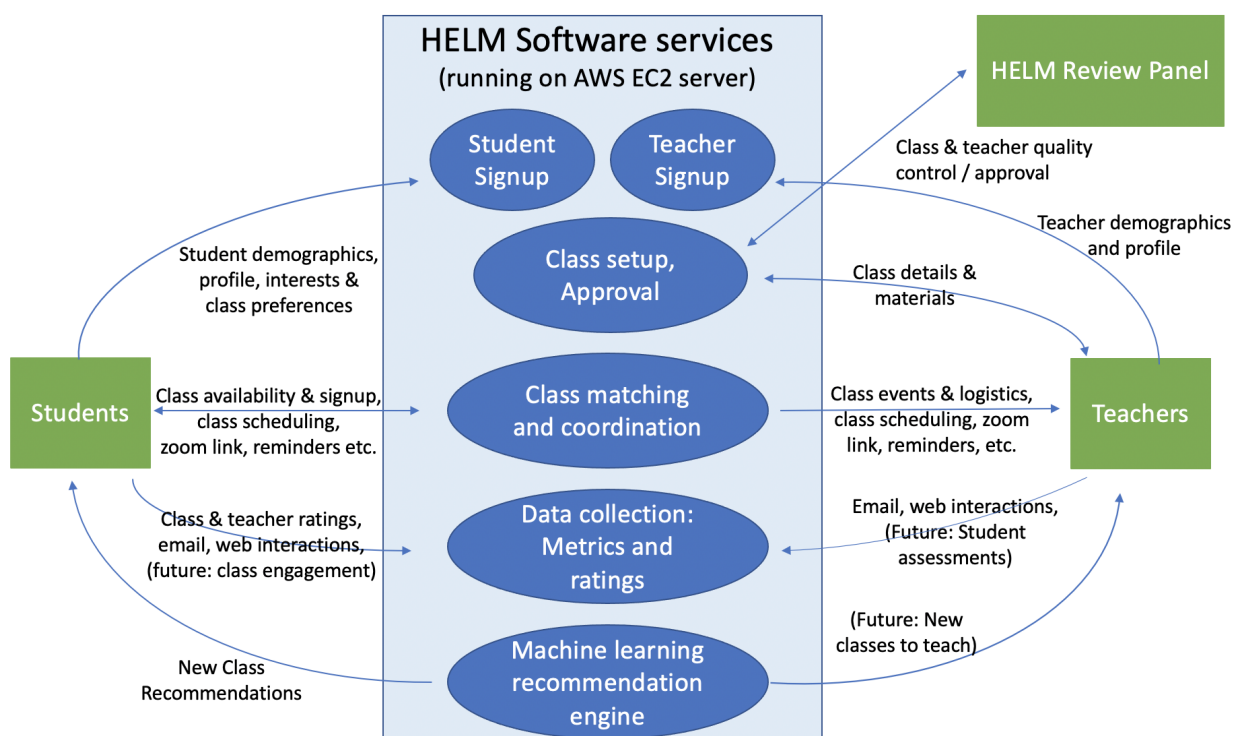 HELM Software services
(running on AWS EC2 server)
HELM Review Panel
Student
Signup
Teacher
Signup
Class & teacher quality
control / approval
Student demographics,
profile, interests &
class preferences
Class setup,
Approval
Teacher demographics
and profile
Class details &
materials
Students
Class availability & signup,
class scheduling,
zoom link, reminders etc.
Class matching
and coordination
Class events & logistics,
class scheduling, zoom
link, reminders, etc.
Teachers
Class & teacher ratings,
email, web interactions,
(future: class engagement)
Data collection:
Metrics and
ratings
Email, web interactions,
(Future: Student
assessments)
New Class
Recommendations
Machine learning
recommendation
engine
(Future: New
classes to teach)